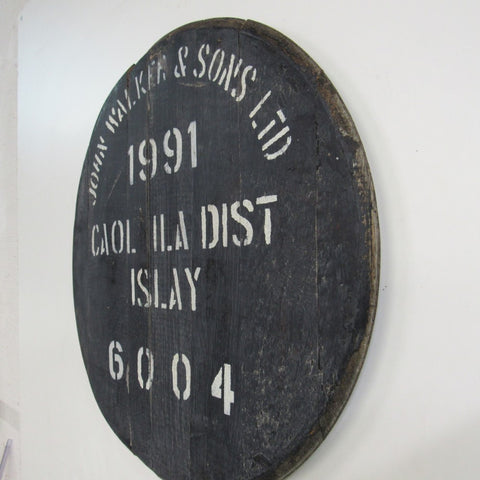 JOHN WALKER & SONS LTD
1991
CAOL ILA DIST
ISLAY
6004